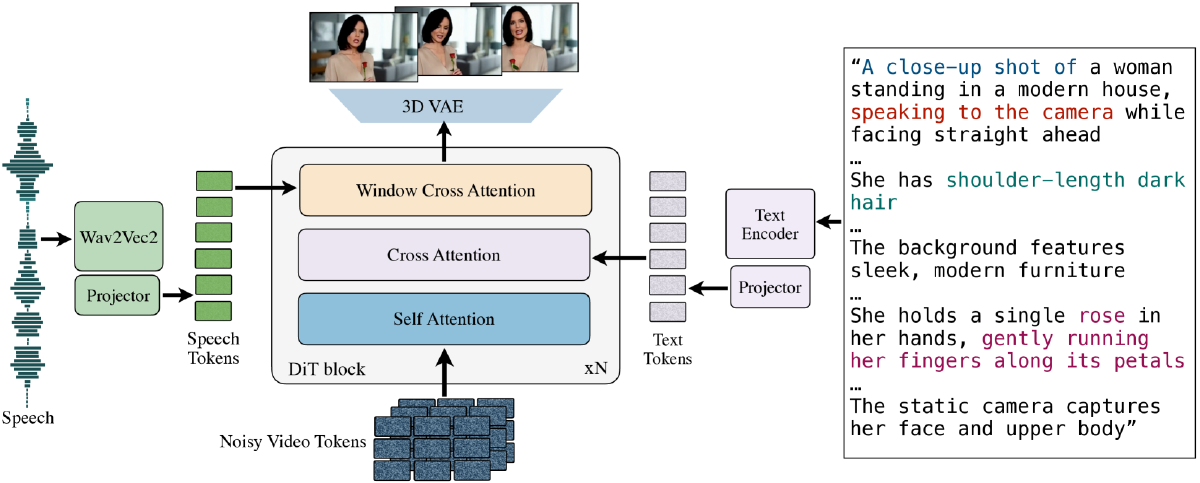 3D VAE
Window Cross Attention
Cross Attention
Self Attention
DiT block
xN
Wav2Vec2
Projector
Speech
Speech
Tokens
Noisy Video Tokens
Text
Tokens
Text
Encoder
Projector
“A close-up shot of a woman
standing in a modern house,
speaking to the camera while
facing straight ahead
…
She has shoulder-length dark
hair
…
The background features
sleek, modern furniture
…
She holds a single rose in
her hands, gently running
her fingers along its petals
…
The static camera captures
her face and upper body”